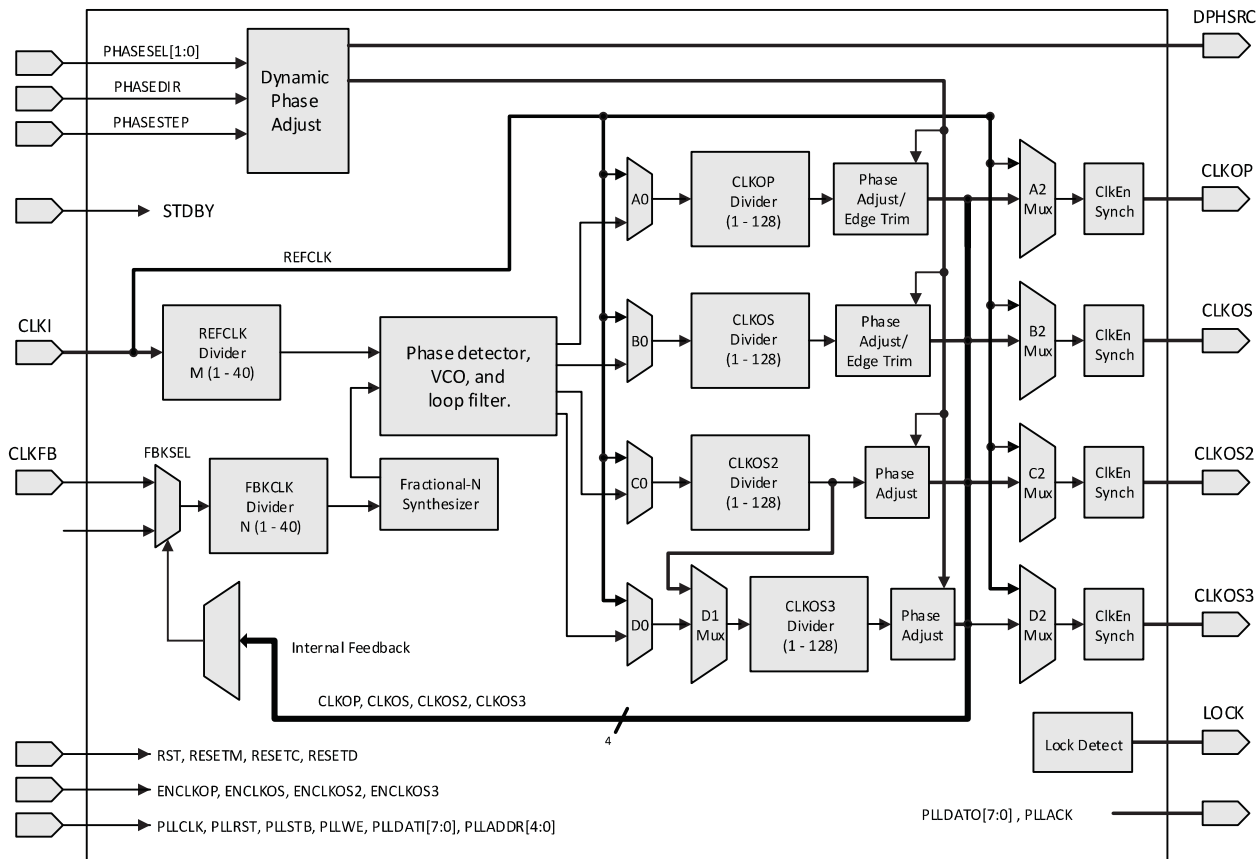 DPHSRC
PHASESEL[1:0]
PHASEDIR
PHASESTEP
Dynamic
Phase
Adjust
STDBY
REFCLK
A0
CLKOP
Divider
(1 - 128)
Phase
Adjust/
Edge Trim
A2
Mux
ClkEn
Synch
CLKOP
CLKI
REFCLK
Divider
M (1 - 40)
Phase detector,
VCO, and
loop filter.
B0
CLKOS
Divider
(1 - 128)
Phase
Adjust/
Edge Trim
B2
Mux
ClkEn
Synch
CLKOS
CLKFB
FBKSEL
FBKCLK
Divider
N (1 - 40)
Fractional-N
Synthesizer
C0
CLKOS2
Divider
(1 - 128)
Phase
Adjust
C2
Mux
ClkEn
Synch
CLKOS2
D0
D1
Mux
CLKOS3
Divider
(1 - 128)
Phase
Adjust
D2
Mux
ClkEn
Synch
CLKOS3
Internal Feedback
CLKOP, CLKOS, CLKOS2, CLKOS3
4
Lock Detect
LOCK
RST, RESETM, RESETC, RESETD
ENCLKOP, ENCLKOS, ENCLKOS2, ENCLKOS3
PLLCLK, PLLRST, PLLSTB, PLLWE, PLLDATI[7:0], PLLADDR[4:0]
PLLDATO[7:0] , PLLACK